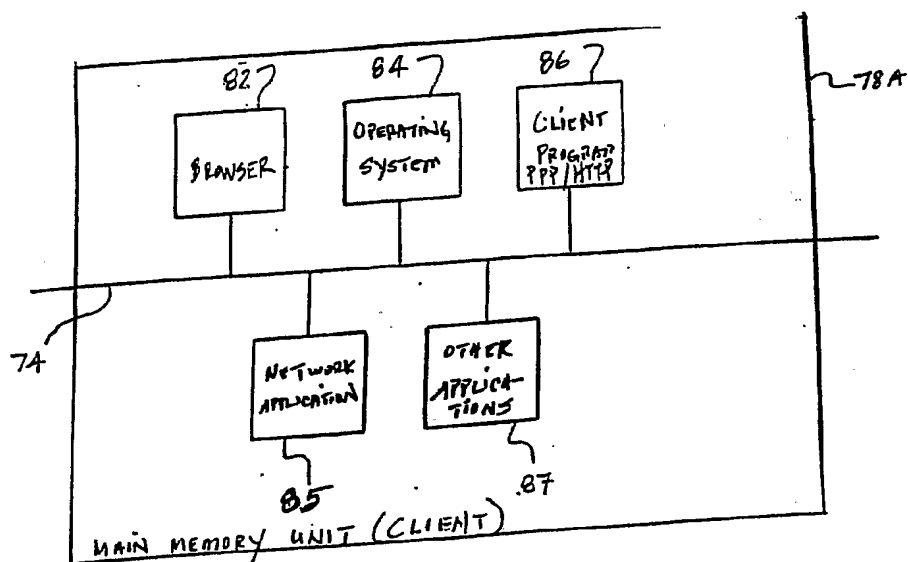 82
84
86
78A
BROWSER
OPERATING
SYSTEM
CLIENT
PROGRAM
PPP/HTTP
74
NETWORK
APPLICATION
OTHER
APPLICA-
TIONS
85
87
MAIN MEMORY UNIT (CLIENT)